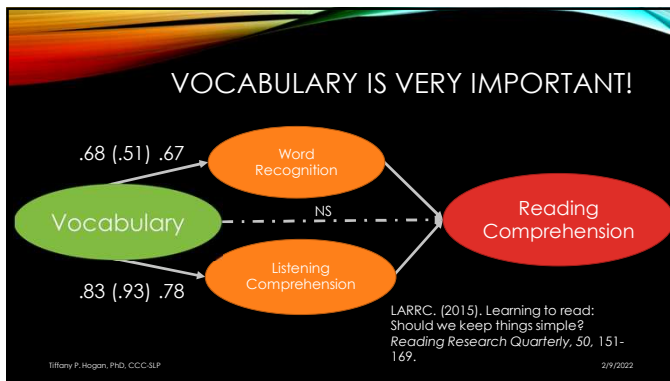 VOCABULARY IS VERY IMPORTANT!
.68 (.51) .67
Word
Recognition
Vocabulary
NS
Reading
Comprehension
Listening
Comprehension
.83 (.93) .78
LARRC. (2015). Learning to read:
Should we keep things simple?
Reading Research Quarterly, 50, 151-
169.
Tiffany P. Hogan, PhD, CCC-SLP
2/9/2022